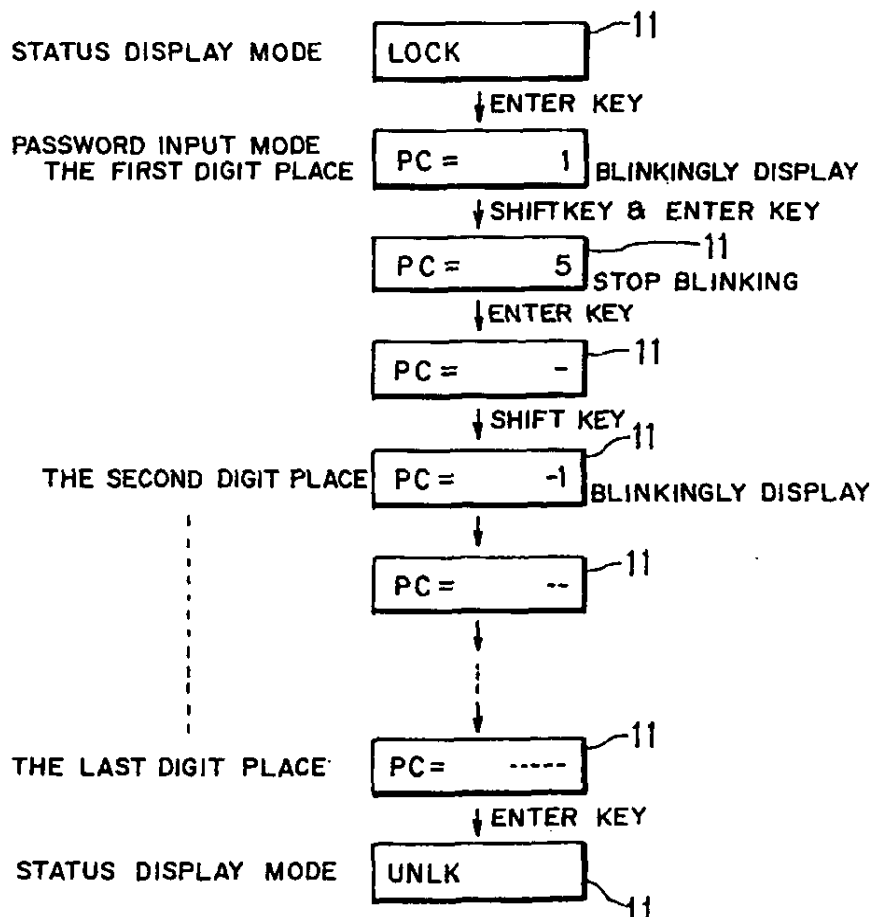 11
STATUS DISPLAY MODE LOCK
ENTER KEY
PASSWORD INPUT MODE
THE FIRST DIGIT PLACE PC = 1 BLINKINGLY DISPLAY
SHIFTKEY & ENTER KEY
11
PC = 5 STOP BLINKING
ENTER KEY
11
PC = -
SHIFT KEY
11
THE SECOND DIGIT PLACE PC = -1 BLINKINGLY DISPLAY
11
PC = --
11
THE LAST DIGIT PLACE PC = -----
ENTER KEY
STATUS DISPLAY MODE UNLK
11